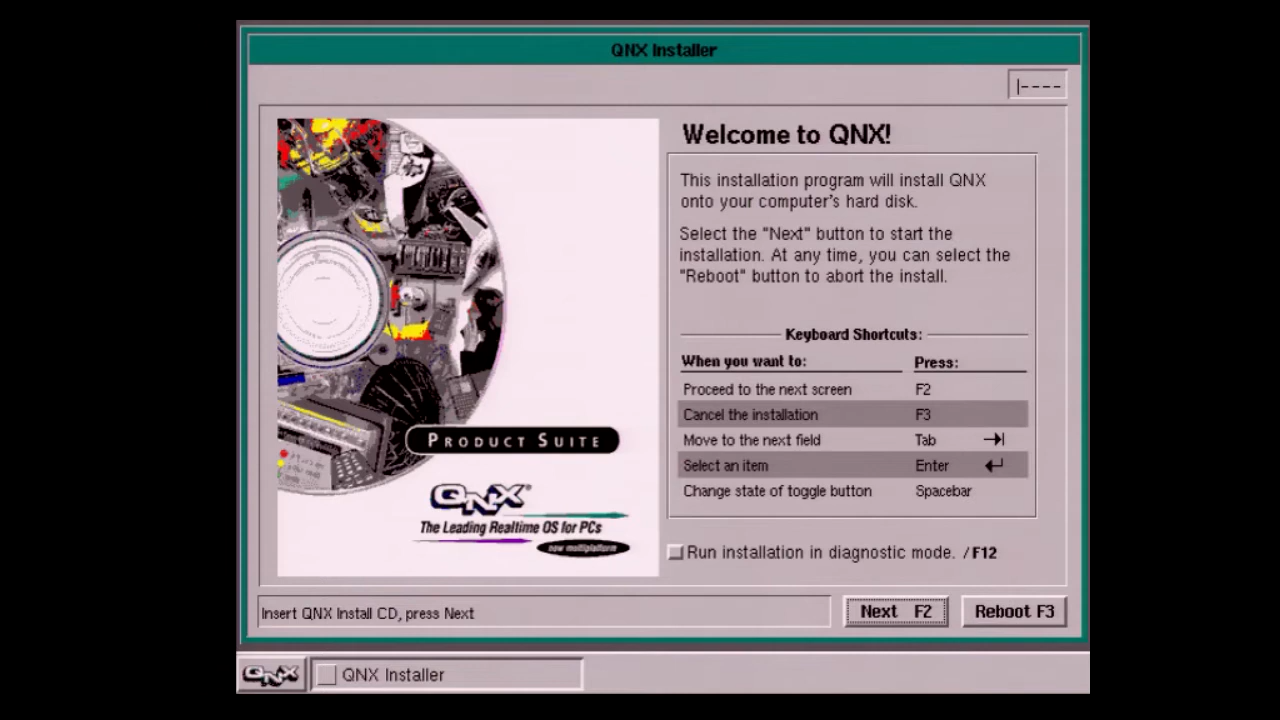 QNX Installer
|----
Welcome to QNX!
This installation program will install QNX
onto your computer's hard disk.
Select the "Next" button to start the
installation. At any time, you can select the
"Reboot" button to abort the install.
Keyboard Shortcuts:
When you want to: Press:
Proceed to the next screen F2
Cancel the installation F3
Move to the next field Tab
Select an item Enter
Change state of toggle button Spacebar
PRODUCT SUITE
QNX®
The Leading Realtime OS for PCs
now multiplatform
Run installation in diagnostic mode. /F12
Insert QNX Install CD, press Next
Next F2
Reboot F3
QNX
QNX Installer